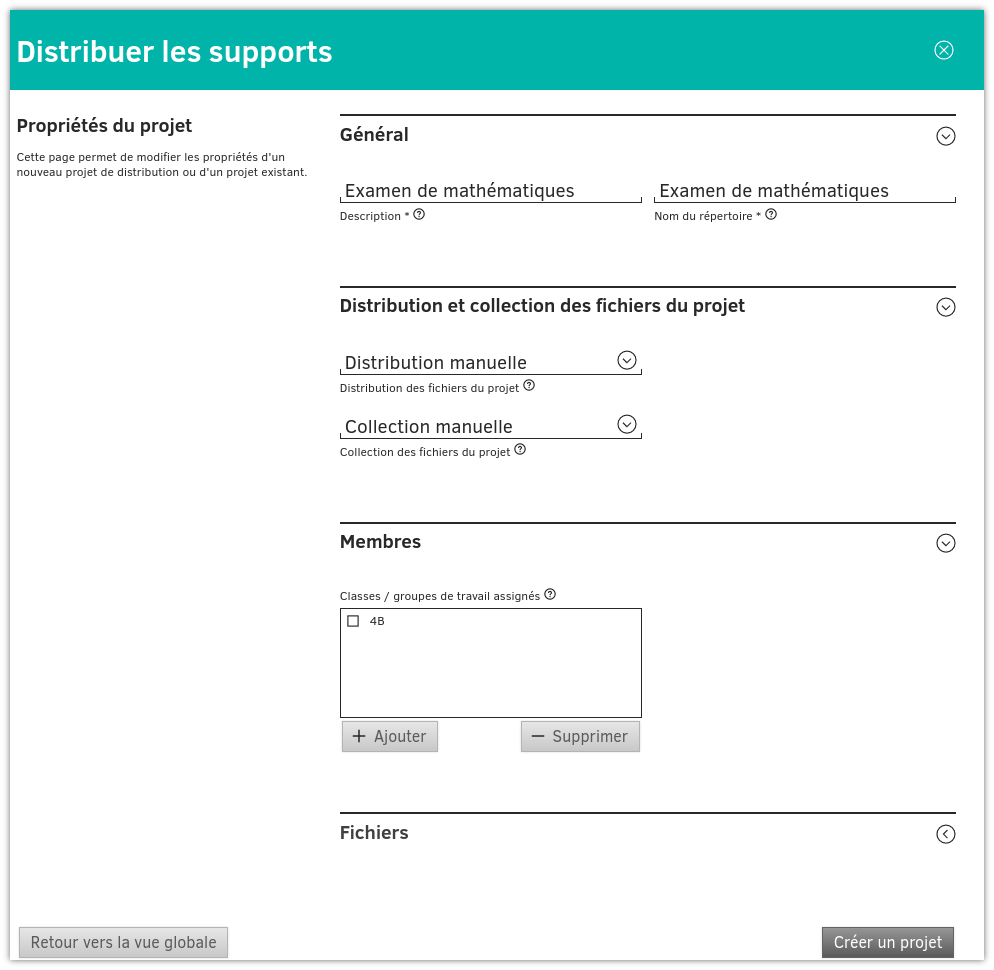 Distribuer les supports
Propriétés du projet
Cette page permet de modifier les propriétés d'un
nouveau projet de distribution ou d'un projet existant.
Général
Examen de mathématiques
Examen de mathématiques
Description *
Nom du répertoire *
Distribution et collection des fichiers du projet
Distribution manuelle
Distribution des fichiers du projet
Collection manuelle
Collection des fichiers du projet
Membres
Classes / groupes de travail assignés
4B
Ajouter
Supprimer
Fichiers
Retour vers la vue globale
Créer un projet